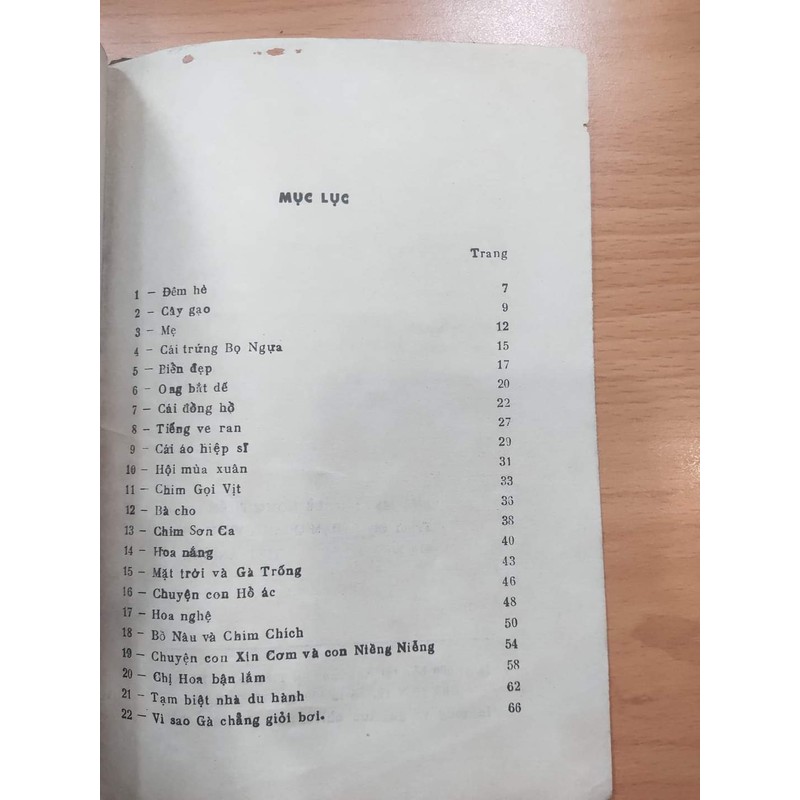 MỤC LỤC
Trang
1 — Đêm hè 7
2 — Cây gạo 9
3 — Mẹ 12
4 — Cái trứng Bọ Ngựa 15
5 — Biển đẹp 17
6 — Ong bắt dế 20
7 — Cái đồng hồ 22
8 — Tiếng ve ran 27
9 — Cái áo hiệp sĩ 29
10 — Hội mùa xuân 31
11 — Chim Gọi Vịt 33
12 — Bà cho 36
13 — Chim Sơn Ca 38
14 — Hoa nắng 40
15 — Mặt trời và Gà Trống 43
16 — Chuyện con Hổ ác 46
17 — Hoa nghệ 48
18 — Bồ Nàu và Chim Chích 50
19 — Chuyện con Xin Cơm và con Niềng Niễng 54
20 — Chị Hoa bận lắm 58
21 — Tạm biệt nhà du hành 62
22 — Vì sao Gà chẳng giỏi bơi. 66